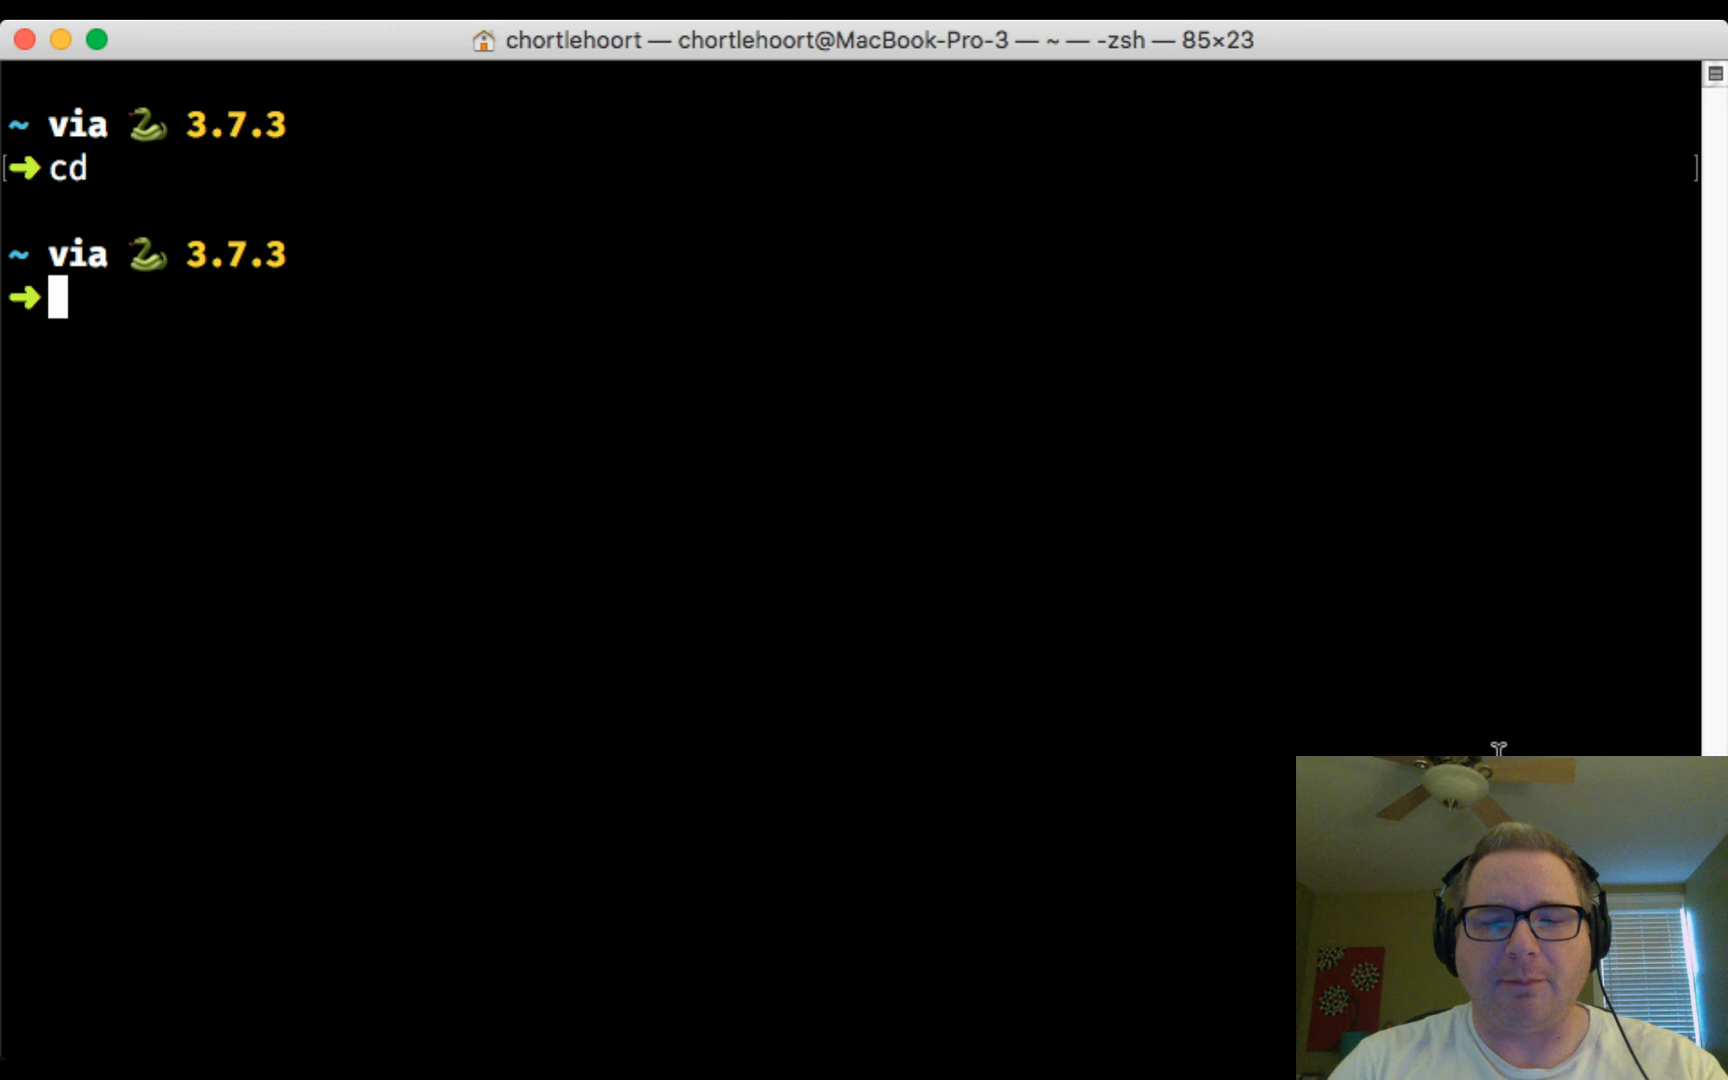 chortlehoort — chortlehoort@MacBook-Pro-3 — ~ — -zsh — 85×23
~ via 🐍 3.7.3
➜ cd
~ via 🐍 3.7.3
➜